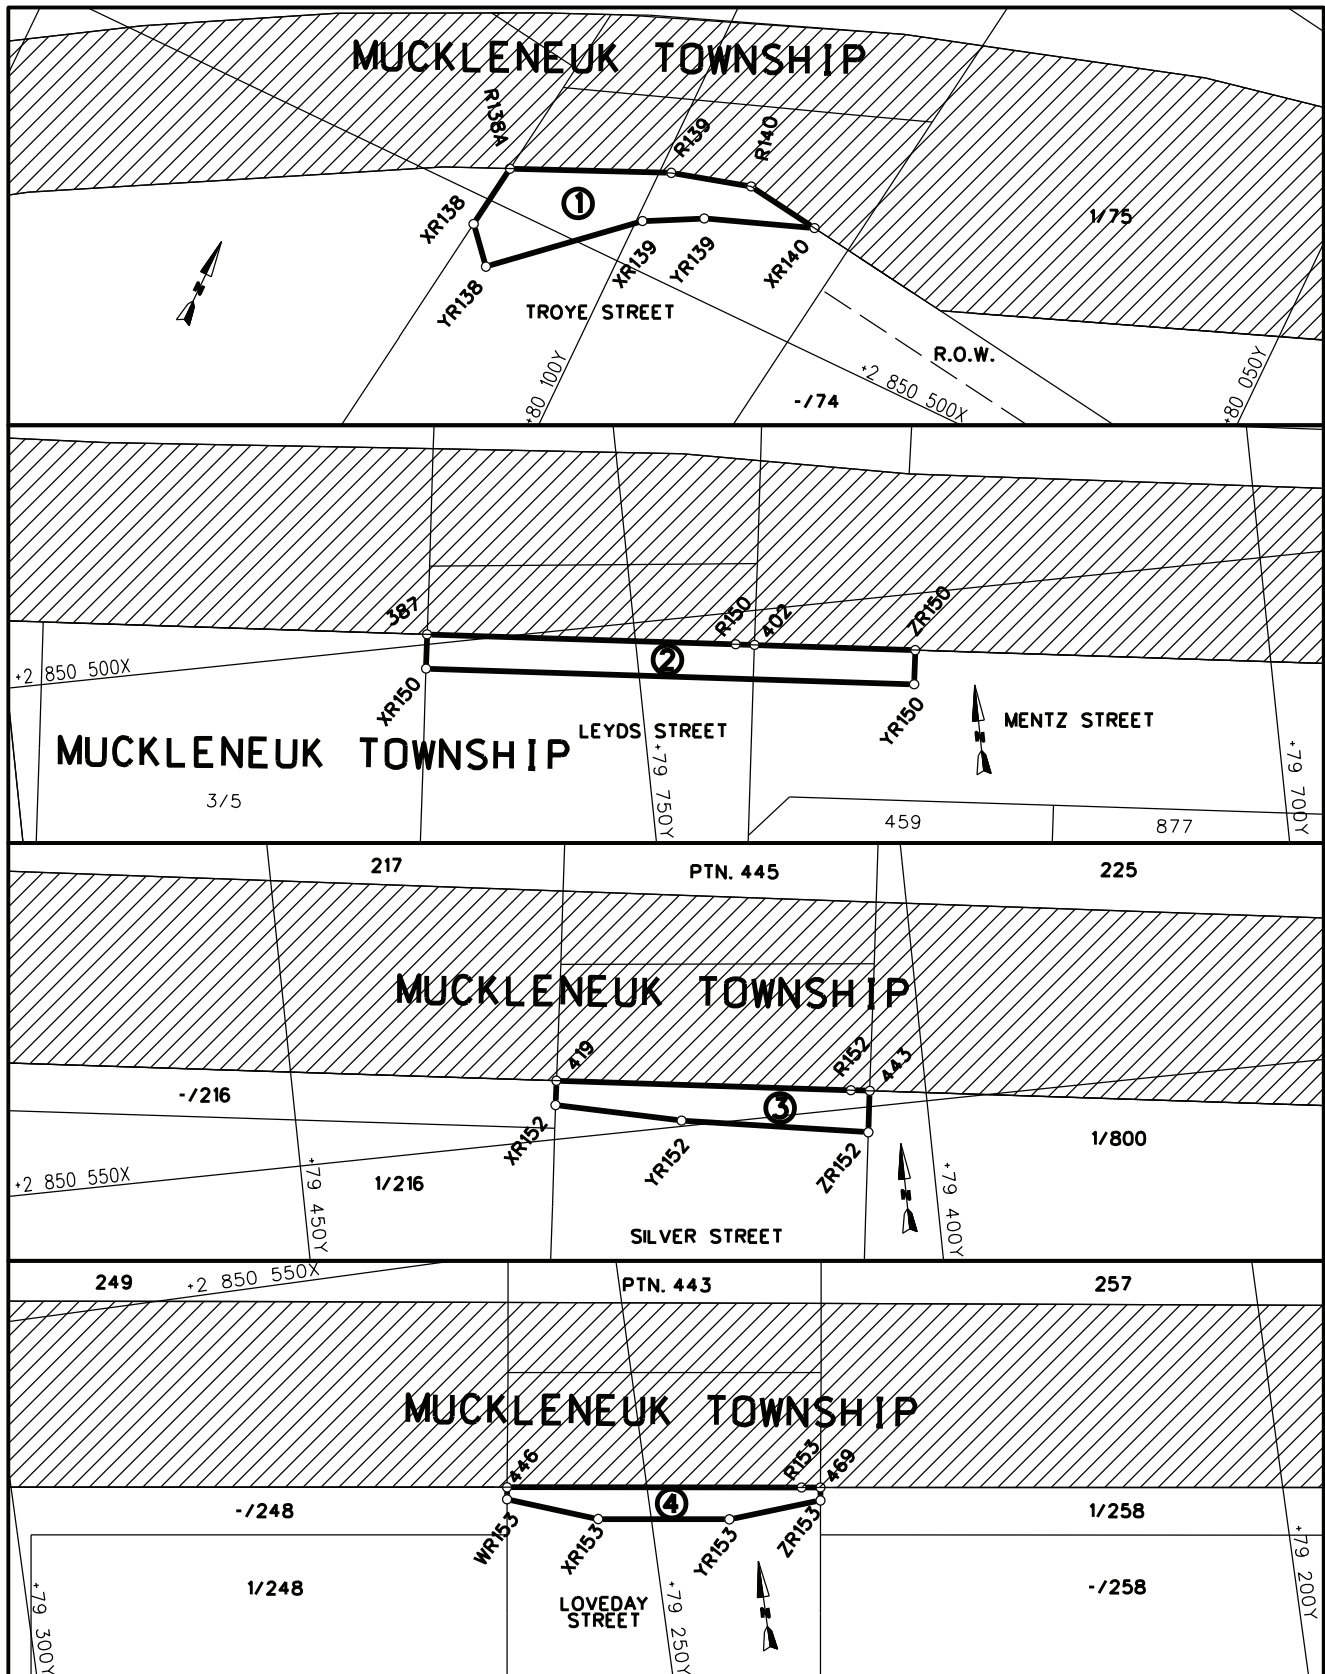 MUCKLENEUK TOWNSHIP
R138A
R139
R140
1
XR138
1/75
YR138
XR139
YR139
XR140
TROYE STREET
R.O.W.
+80 100Y
+2 850 500X
+80 050Y
-/74
387
R150
402
ZR150
2
+2 850 500X
XR150
YR150
LEYDS STREET
MENTZ STREET
MUCKLENEUK TOWNSHIP
+79 750Y
+79 700Y
3/5
459
877
217
PTN. 445
225
MUCKLENEUK TOWNSHIP
419
R152
443
-/216
3
XR152
YR152
ZR152
1/800
+2 850 550X
1/216
+79 450Y
+79 400Y
SILVER STREET
249
+2 850 550X
PTN. 443
257
MUCKLENEUK TOWNSHIP
446
R153
469
-/248
4
1/258
WR153
XR153
YR153
ZR153
1/248
LOVEDAY
STREET
-/258
+79 300Y
+79 250Y
+79 200Y
N
N
N
N